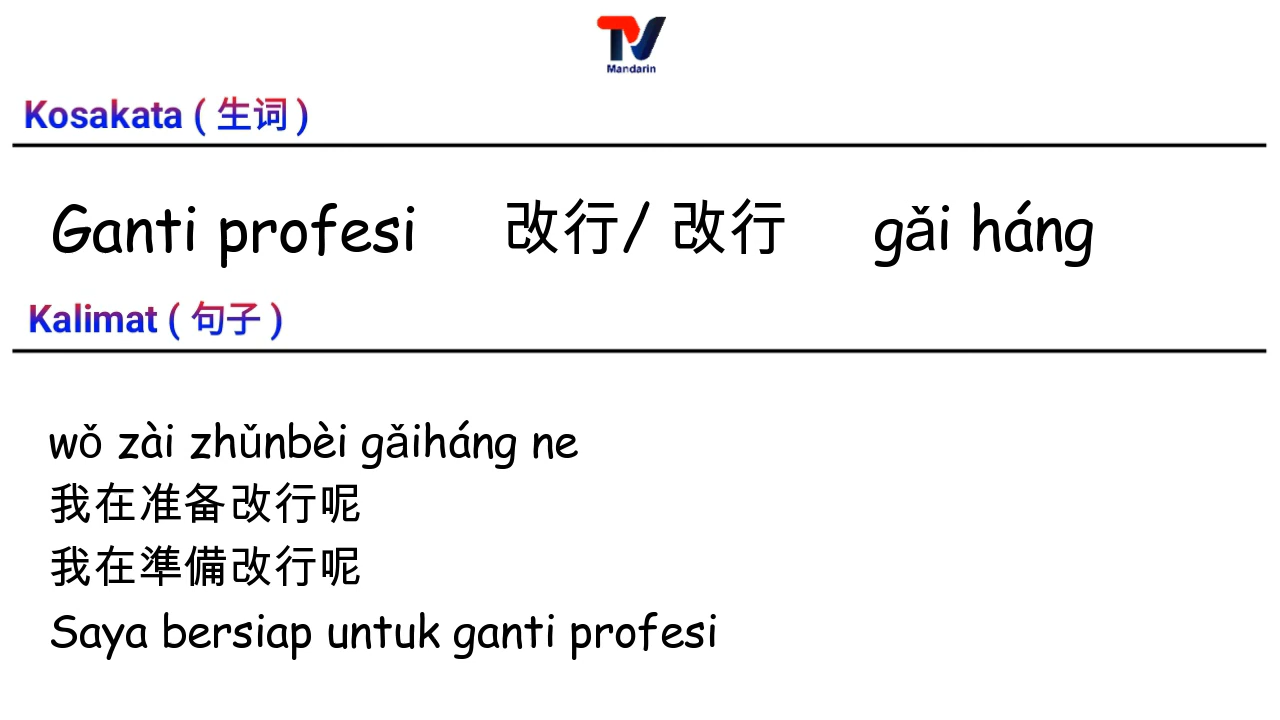 TV
Mandarin
Kosakata ( 生词 )
Ganti profesi 改行/ 改行 gǎi háng
Kalimat ( 句子 )
wǒ zài zhǔnbèi gǎiháng ne
我在准备改行呢
我在準備改行呢
Saya bersiap untuk ganti profesi